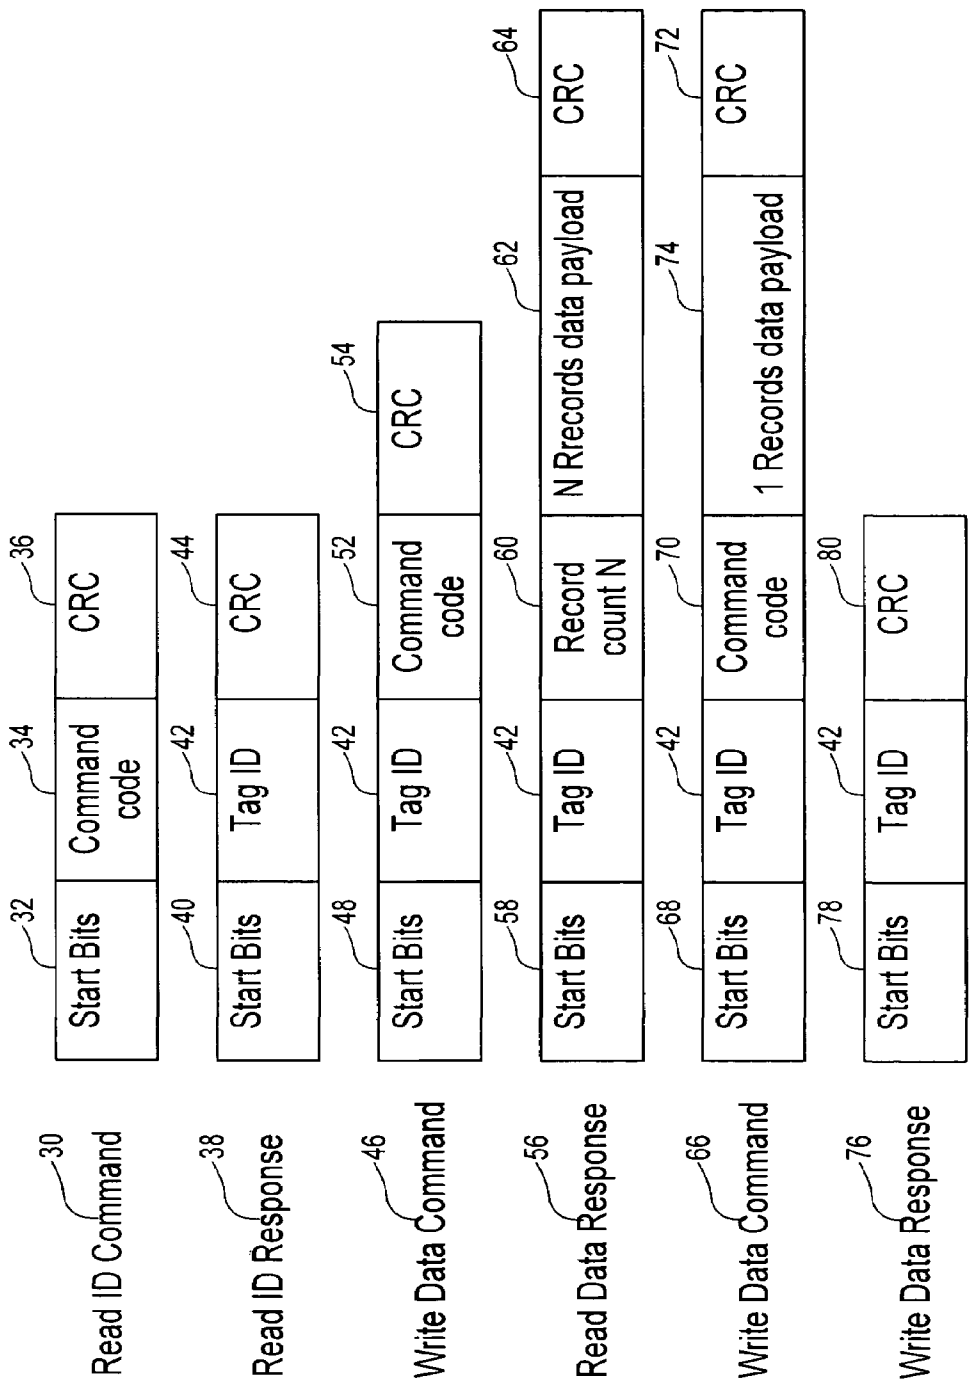 30
Read ID Command
32
34
36
Start Bits
Command
code
CRC
38
Read ID Response
40
42
44
Start Bits
Tag ID
CRC
46
Write Data Command
48
42
52
54
Start Bits
Tag ID
Command
code
CRC
56
Read Data Response
58
42
60
62
64
Start Bits
Tag ID
Record
count N
N Rrecords data payload
CRC
66
Write Data Command
68
42
70
74
72
Start Bits
Tag ID
Command
code
1 Records data payload
CRC
76
Write Data Response
78
42
80
Start Bits
Tag ID
CRC